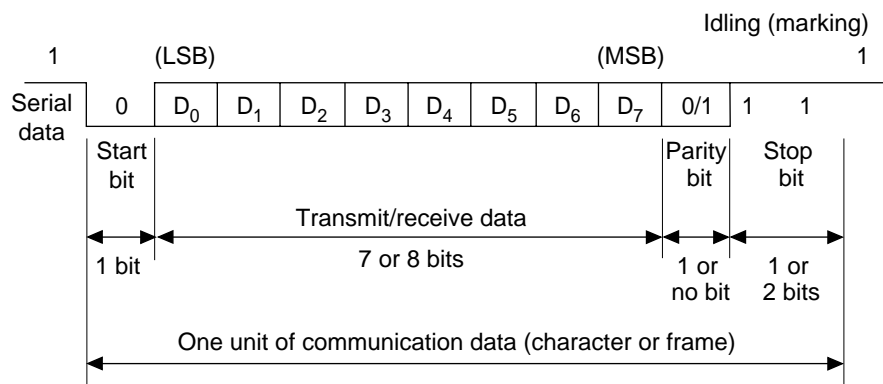 Idling (marking)
1 (LSB) (MSB) 1
Serial data
0 D0 D1 D2 D3 D4 D5 D6 D7 0/1 1 1
Start bit
Parity bit
Stop bit
Transmit/receive data
1 bit
7 or 8 bits
1 or no bit
1 or 2 bits
One unit of communication data (character or frame)